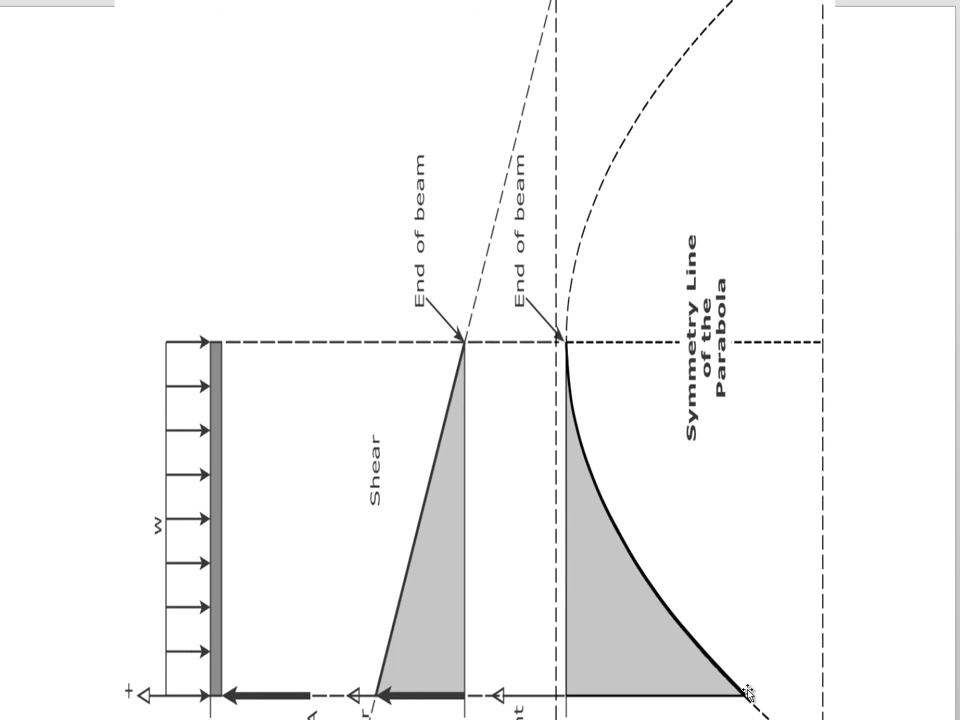 w
+
Shear
End of beam
End of beam
Symmetry Line
of the
Parabola